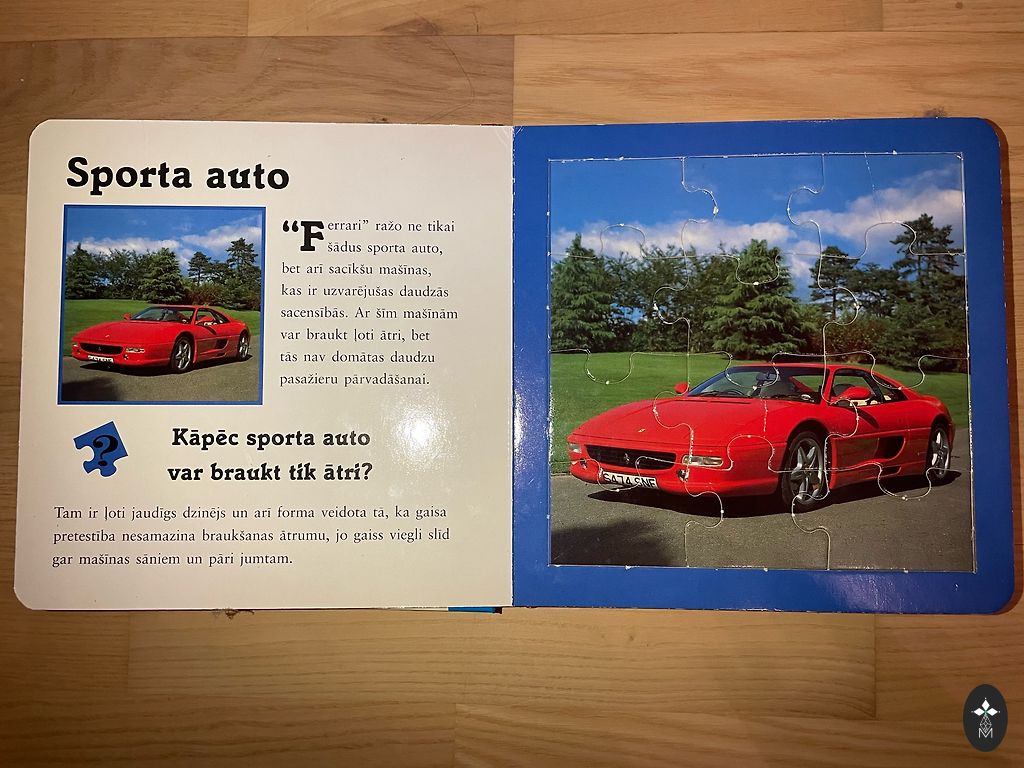 Sporta auto
“Ferrari” ražo ne tikai
šādus sporta auto,
bet arī sacīkšu mašīnas,
kas ir uzvarējušas daudzās
sacensībās. Ar šīm mašīnām
var braukt ļoti ātri, bet
tās nav domātas daudzu
pasažieru pārvadāšanai.
?
Kāpēc sporta auto
var braukt tik ātri?
Tam ir ļoti jaudīgs dzinējs un arī forma veidota tā, ka gaisa
pretestība nesamazina braukšanas ātrumu, jo gaiss viegli slīd
gar mašīnas sāniem un pāri jumtam.
M